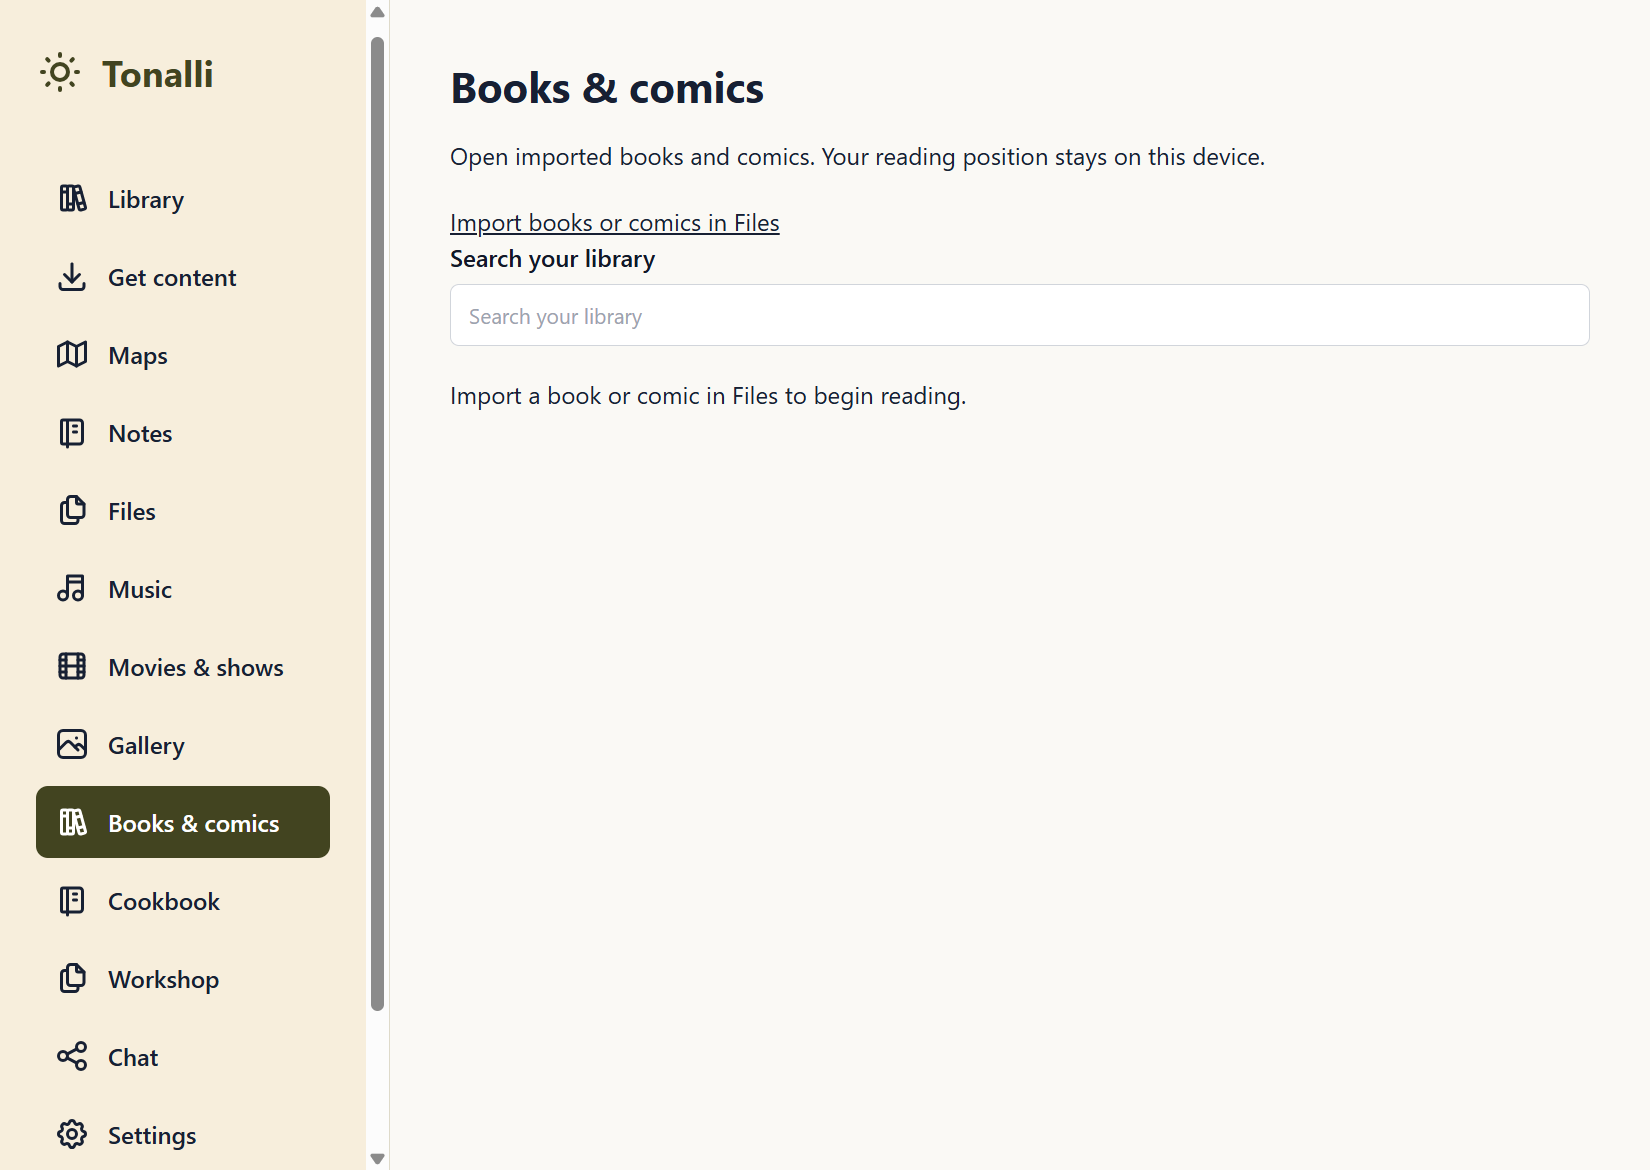 Tonalli
Library
Get content
Maps
Notes
Files
Music
Movies & shows
Gallery
Books & comics
Cookbook
Workshop
Chat
Settings
Books & comics
Open imported books and comics. Your reading position stays on this device.
Import books or comics in Files
Search your library
Search your library
Import a book or comic in Files to begin reading.